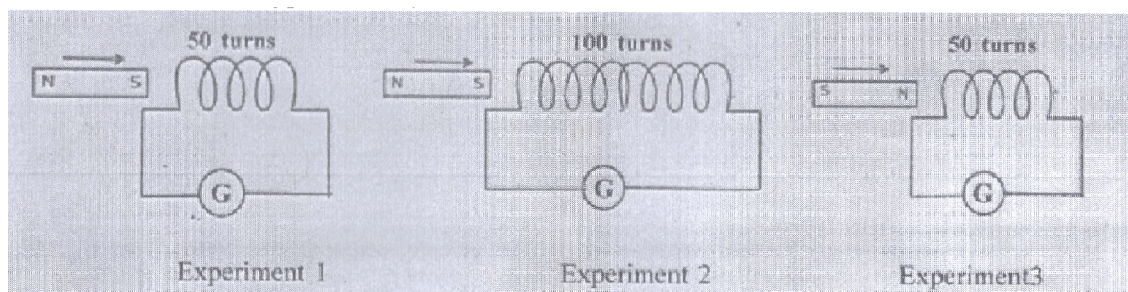 50 turns
N S
G
Experiment 1
100 turns
N S
G
Experiment 2
50 turns
S N
G
Experiment3